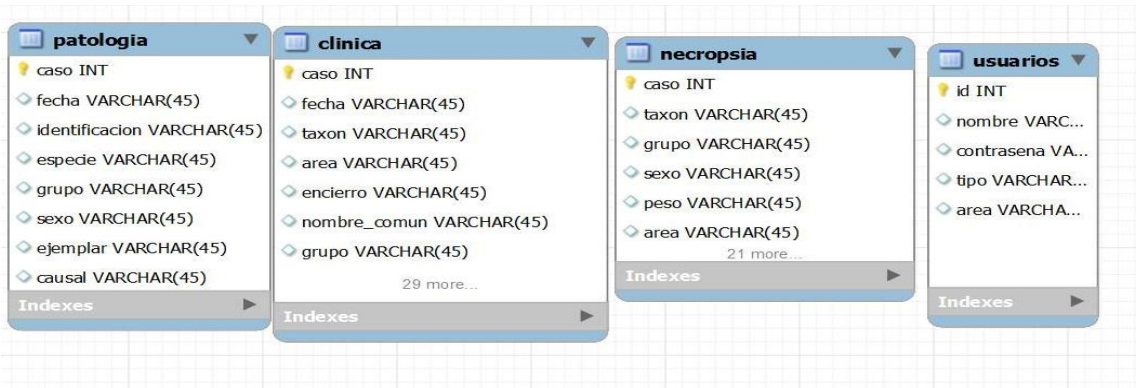 patologia
caso INT
fecha VARCHAR(45)
identificacion VARCHAR(45)
especie VARCHAR(45)
grupo VARCHAR(45)
sexo VARCHAR(45)
ejemplar VARCHAR(45)
causal VARCHAR(45)
Indexes
clinica
caso INT
fecha VARCHAR(45)
taxon VARCHAR(45)
area VARCHAR(45)
encierro VARCHAR(45)
nombre_comun VARCHAR(45)
grupo VARCHAR(45)
29 more...
Indexes
necropsia
caso INT
taxon VARCHAR(45)
grupo VARCHAR(45)
sexo VARCHAR(45)
peso VARCHAR(45)
area VARCHAR(45)
21 more...
Indexes
usuarios
id INT
nombre VARC...
contrasena VA...
tipo VARCHAR...
area VARCHA...
Indexes